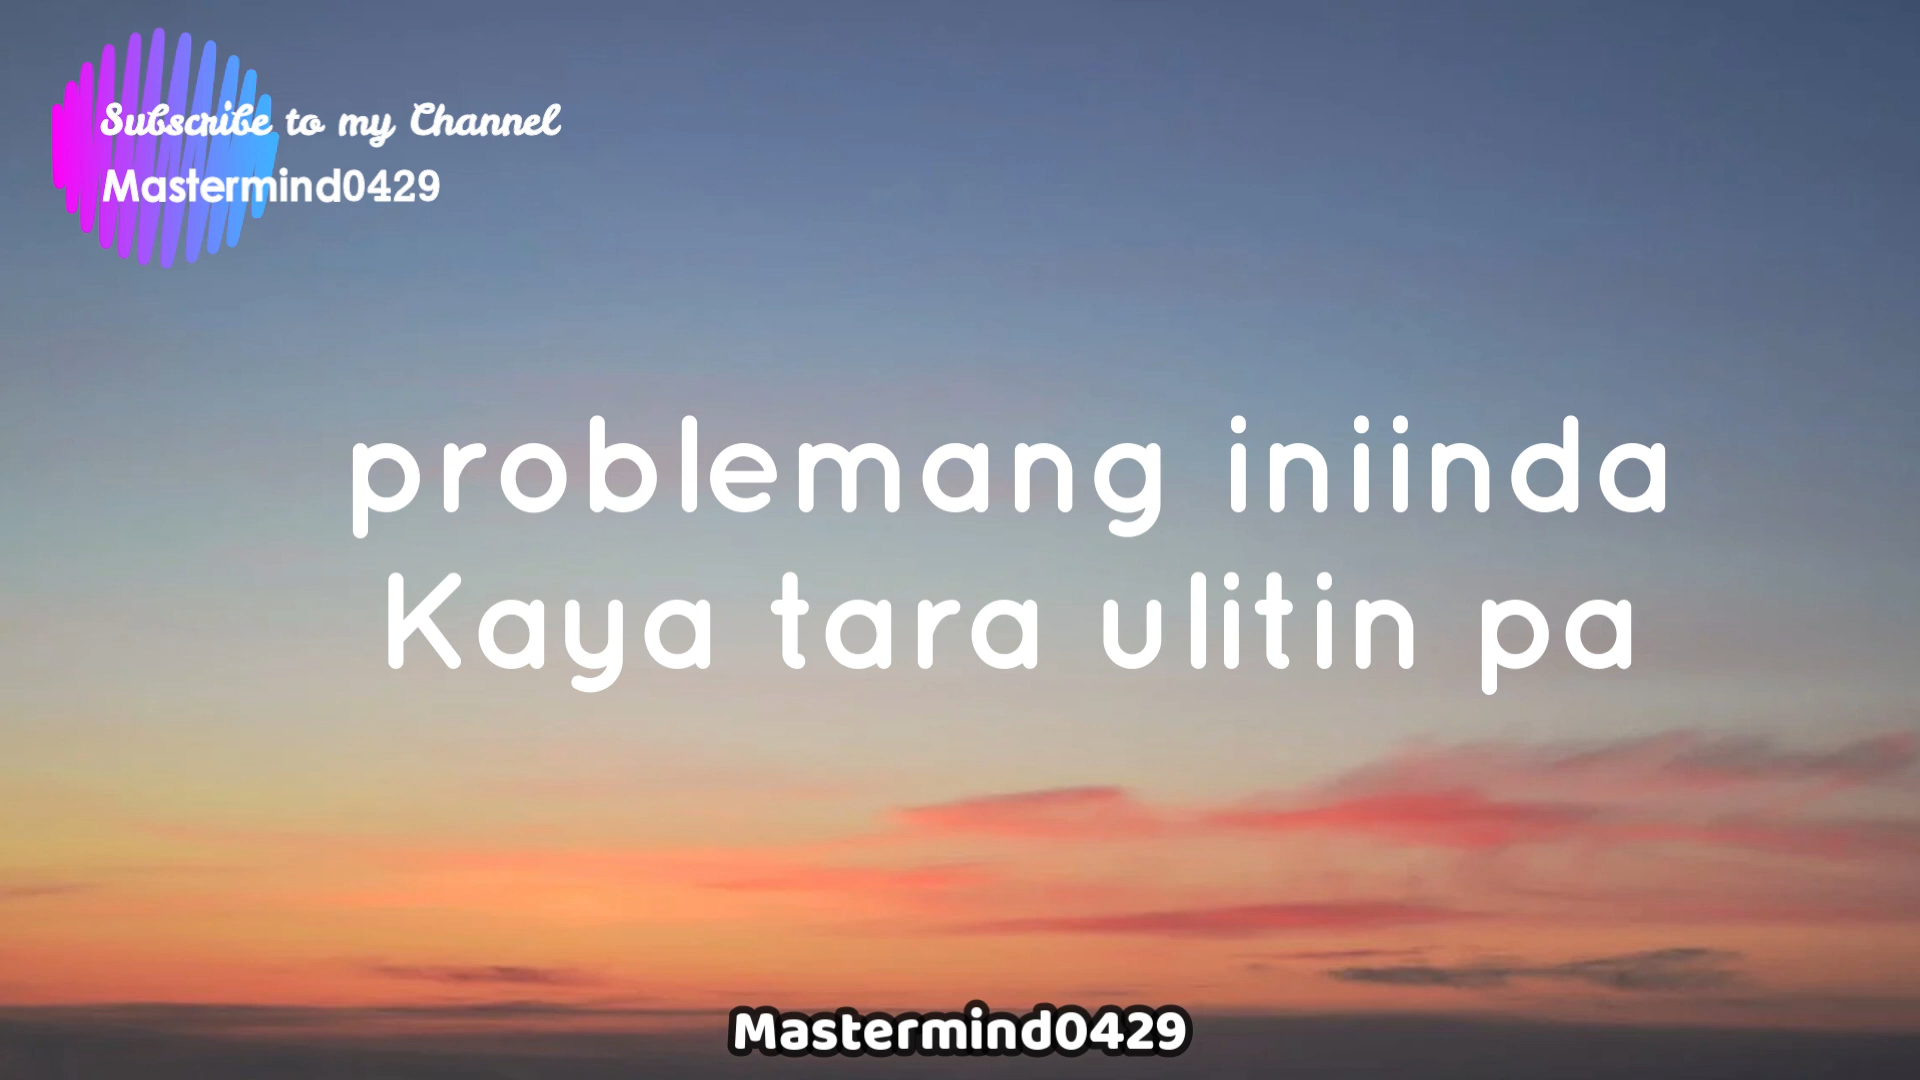 Subscribe to my Channel
Mastermind0429
problemang iniinda
Kaya tara ulitin pa
Mastermind0429